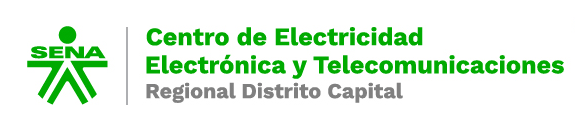 SENA
Centro de Electricidad
Electrónica y Telecomunicaciones
Regional Distrito Capital